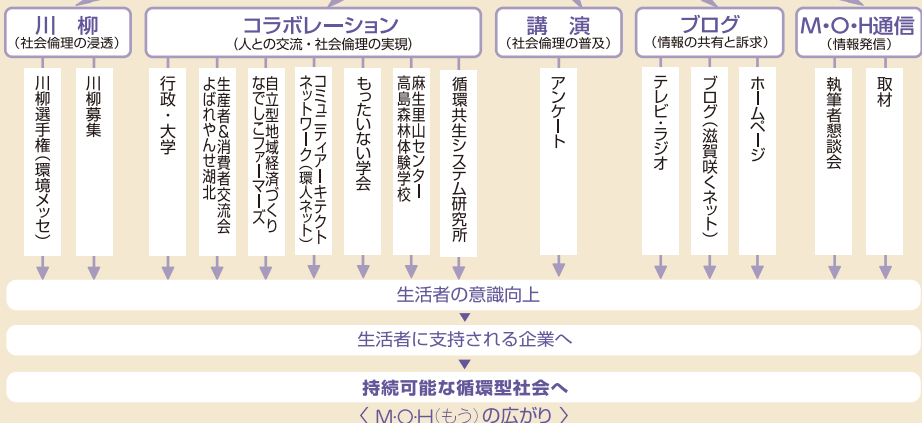 川 柳
(社会倫理の浸透)
コラボレーション
(人との交流・社会倫理の実現)
講 演
(社会倫理の普及)
ブログ
(情報の共有と訴求)
M・O・H通信
(情報発信)
川柳選手権(環境メッセ)
川柳募集
行政・大学
生産者&消費者交流会
よばれやんせ湖北
自立型地域経済づくり
なでしこファーマーズ
コミュニティアーキテクト
ネットワーク(環人ネット)
もったいない学会
麻生里山センター
高島森林体験学校
循環共生システム研究所
アンケート
テレビ・ラジオ
ブログ(滋賀咲くネット)
ホームページ
執筆者懇談会
取材
生活者の意識向上
生活者に支持される企業へ
持続可能な循環型社会へ
〈 M・O・H(もう)の広がり 〉